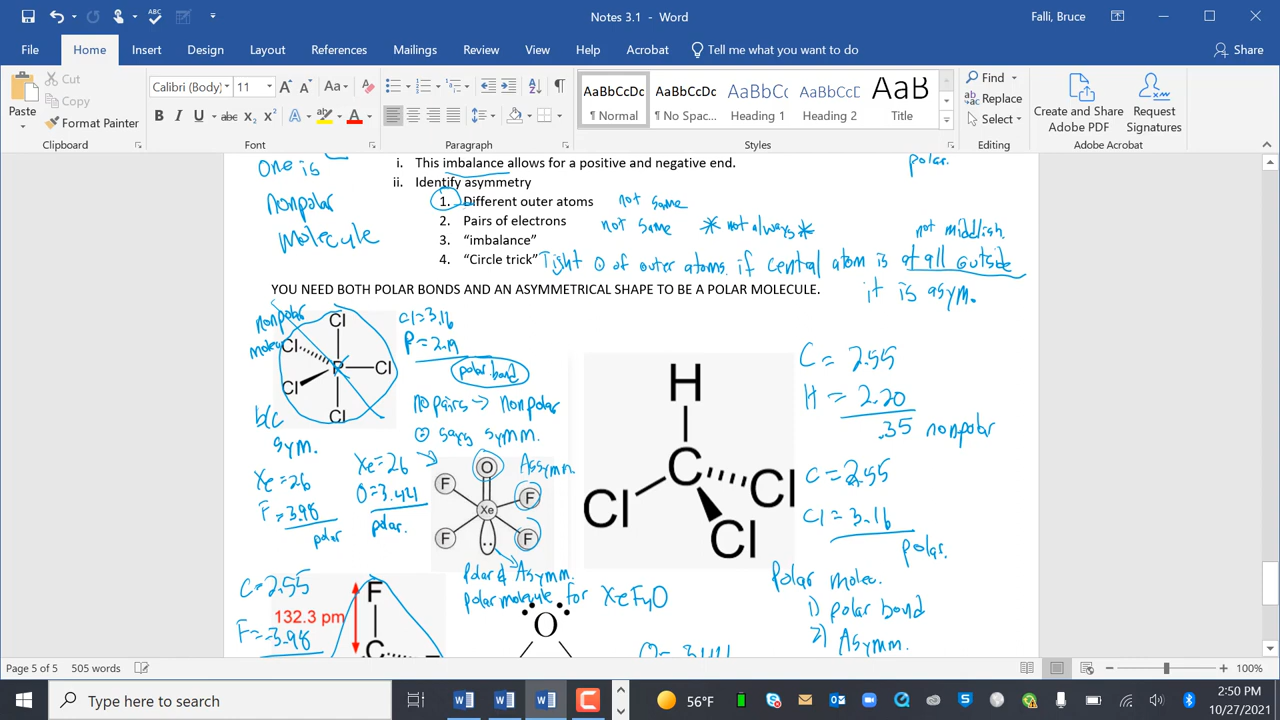 Notes 3.1 - Word
Falli, Bruce
File Home Insert Design Layout References Mailings Review View Help Acrobat Tell me what you want to do Share
Cut
Copy
Format Painter
Paste
Clipboard
Calibri (Body) 11
Font
Paragraph
AaBbCcDc AaBbCcDc AaBbCc AaBbCcD AaB
¶ Normal ¶ No Spac... Heading 1 Heading 2 Title
Styles
Find
Replace
Select
Editing
Create and Share Adobe PDF
Request Signatures
Adobe Acrobat
one is
nonpolar
molecule
i. This imbalance allows for a positive and negative end.
polar.
ii. Identify asymmetry
1. Different outer atoms not same
2. Pairs of electrons not same *not always*
3. “imbalance” not middlish
4. “Circle trick” Tight O of outer atoms. if central atom is at all outside
it is asym.
YOU NEED BOTH POLAR BONDS AND AN ASYMMETRICAL SHAPE TO BE A POLAR MOLECULE.
nonpolar
molec
Cl
Cl
P
Cl
Cl
Cl
b/c
sym.
Cl=3.16
P=2.19
polar bond
no pairs → nonpolar
says symm.
Xe=26
F=3.98
polar
Xe=26
O=3.44
polar.
Assymm.
O
F
F
Xe
F
F
polar & Asymm.
polar molecule for XeF4O
H
C
Cl
Cl
Cl
C = 2.55
H = 2.20
.35 nonpolar
C = 2.55
Cl = 3.16
polar
Polar molec.
1) polar bond
2) Asymm.
C=2.55
F=3.98
132.3 pm
F
C
O
Page 5 of 5 505 words 100%
Type here to search
56°F
2:50 PM
10/27/2021